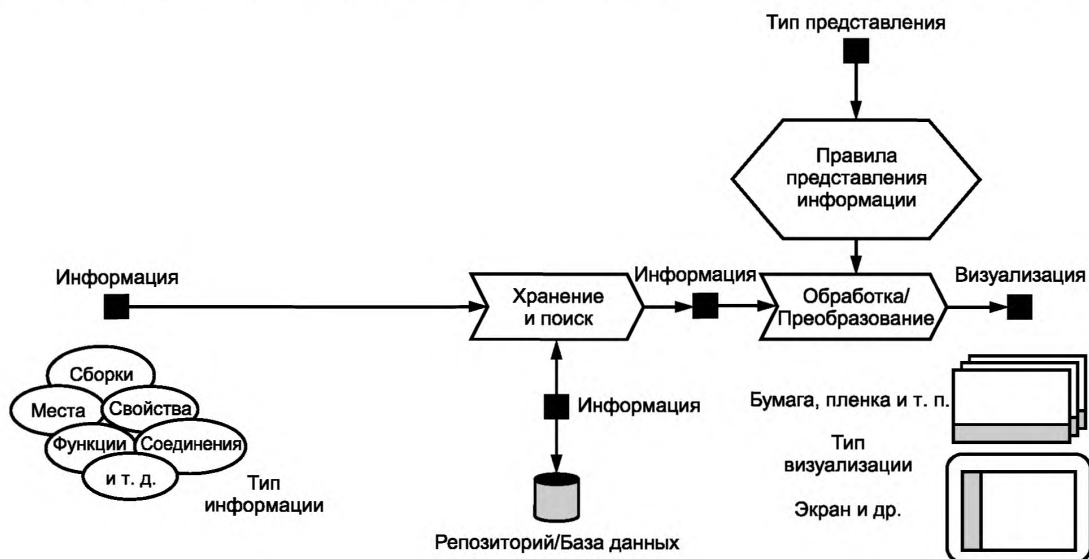 Тип представления
Правила
представления
информации
Информация
Хранение
и поиск
Информация
Обработка/
Преобразование
Визуализация
Сборки
Места
Свойства
Функции
Соединения
и т. д.
Тип
информации
Информация
Репозиторий/База данных
Бумага, пленка и т. п.
Тип
визуализации
Экран и др.